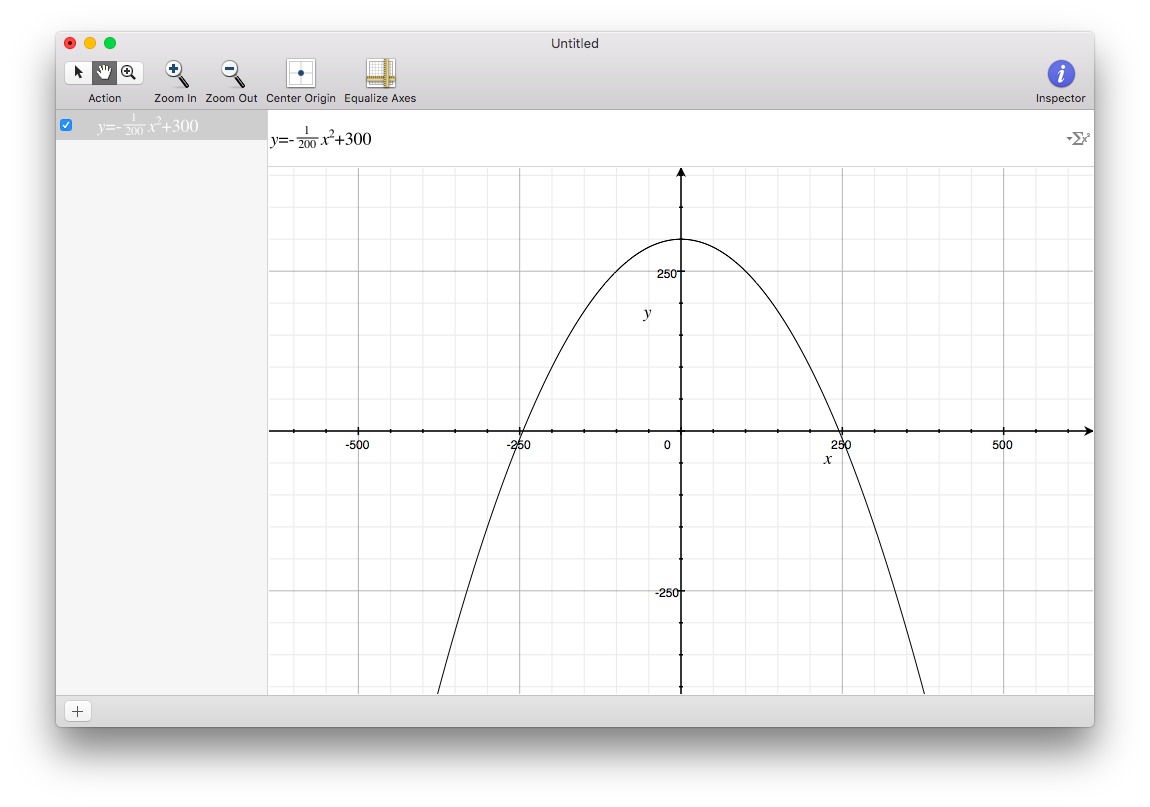 Untitled
Action Zoom In Zoom Out Center Origin Equalize Axes Inspector
y=-1/200 x²+300
y=-1/200 x²+300
Σx²
250
y
-500 -250 0 250 500
x
-250